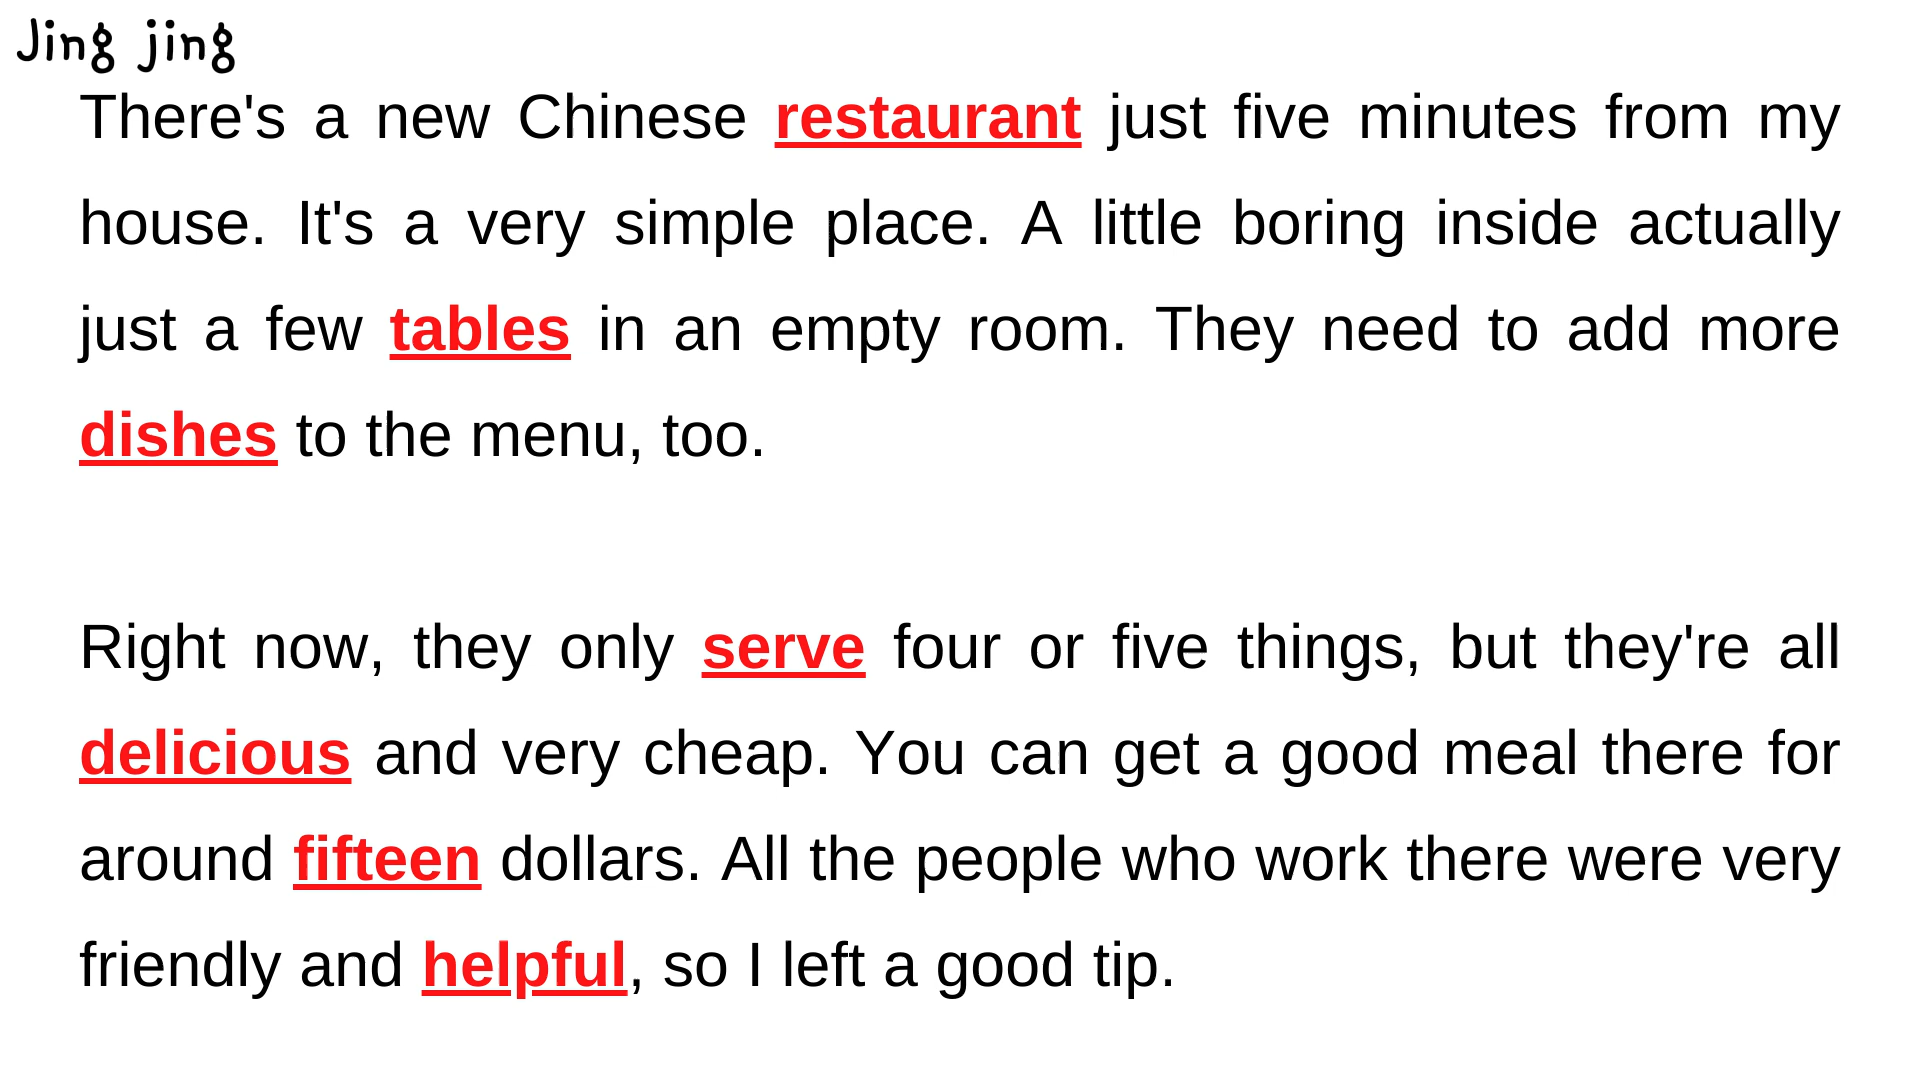 Jing jing
There's a new Chinese restaurant just five minutes from my
house. It's a very simple place. A little boring inside actually
just a few tables in an empty room. They need to add more
dishes to the menu, too.
Right now, they only serve four or five things, but they're all
delicious and very cheap. You can get a good meal there for
around fifteen dollars. All the people who work there were very
friendly and helpful, so I left a good tip.